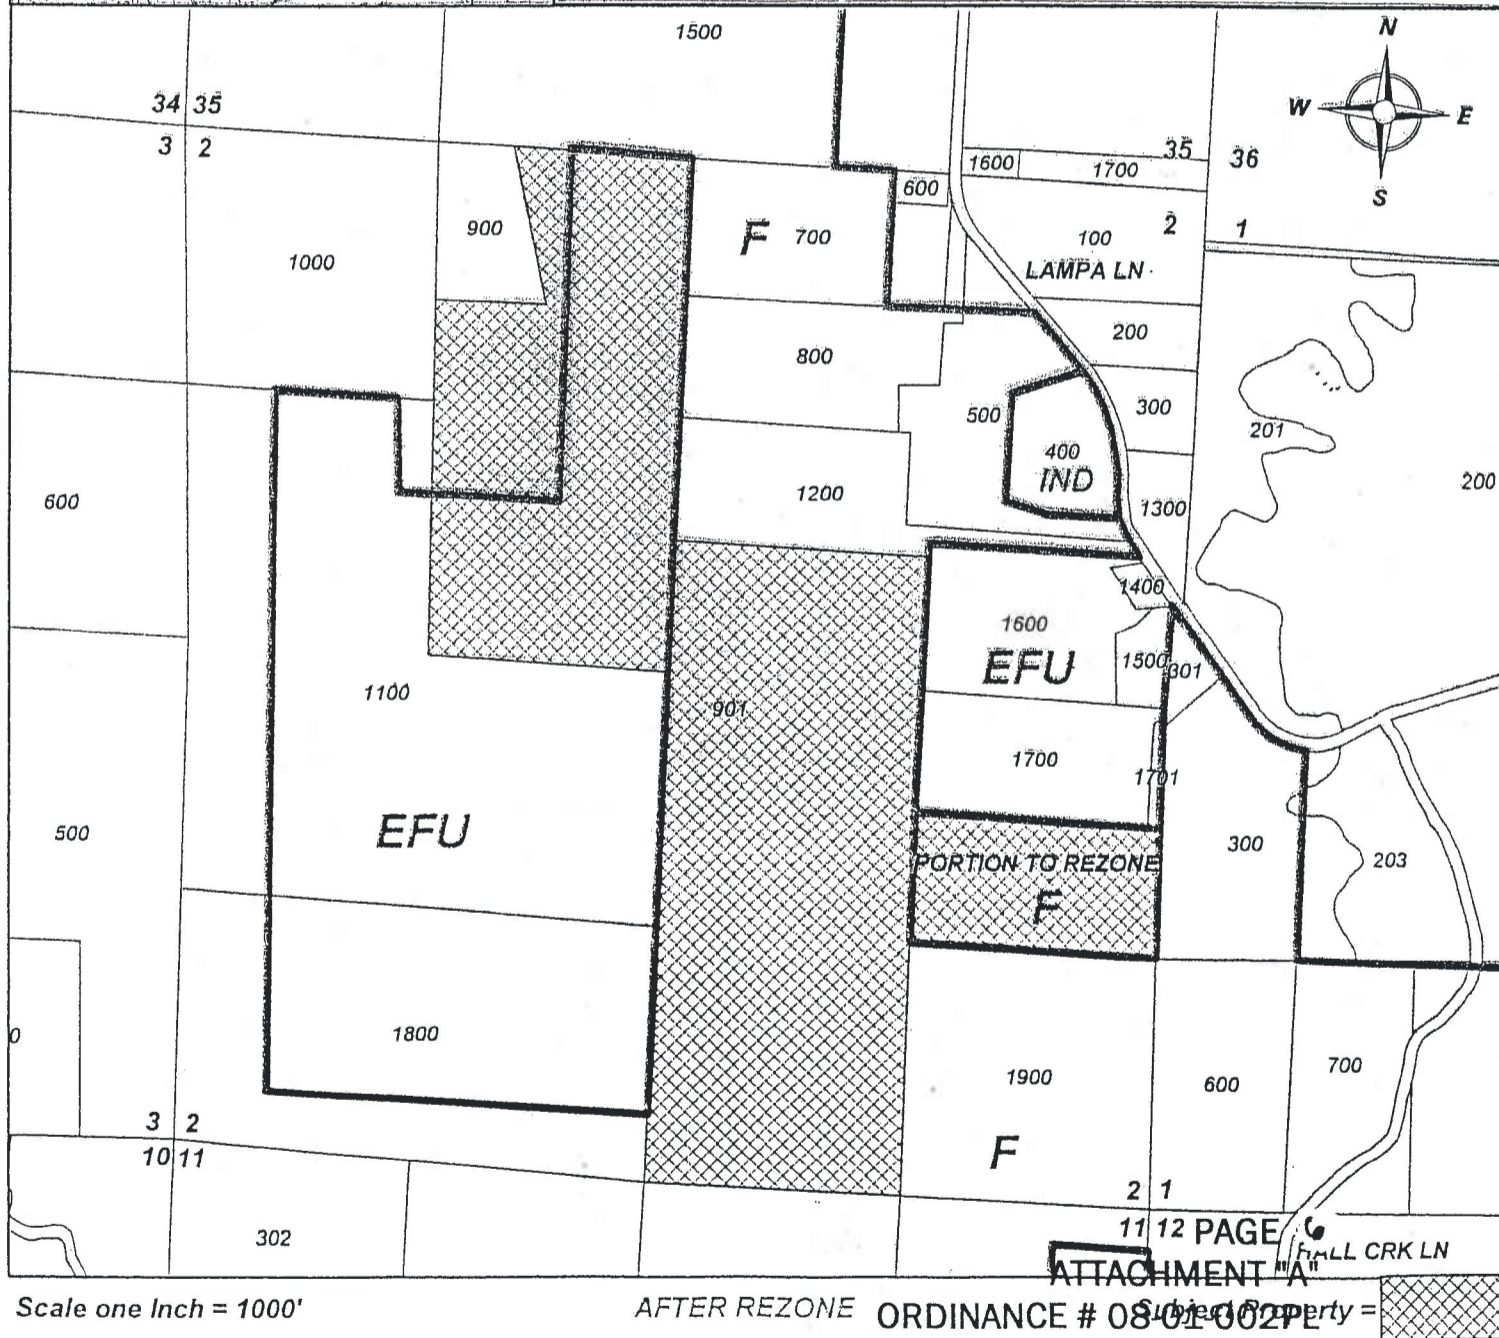 1500
N
W E
S
34 35
3 2
35 36
2 1
1600
1700
600
900
F 700
100
LAMPA LN
1000
200
800
300
500
201
400
IND
600
1200
1300
200
1400
1600
EFU
1500
301
1100
901
1700
1701
EFU
500
300
203
PORTION TO REZONE
F
0
1800
1900
600
700
3 2
10 11
F
2 1
11 12
302
PAGE 6
HALL CRK LN
ATTACHMENT "A"
Scale one Inch = 1000'
AFTER REZONE
ORDINANCE # 08-01-002PL
Subject Property =